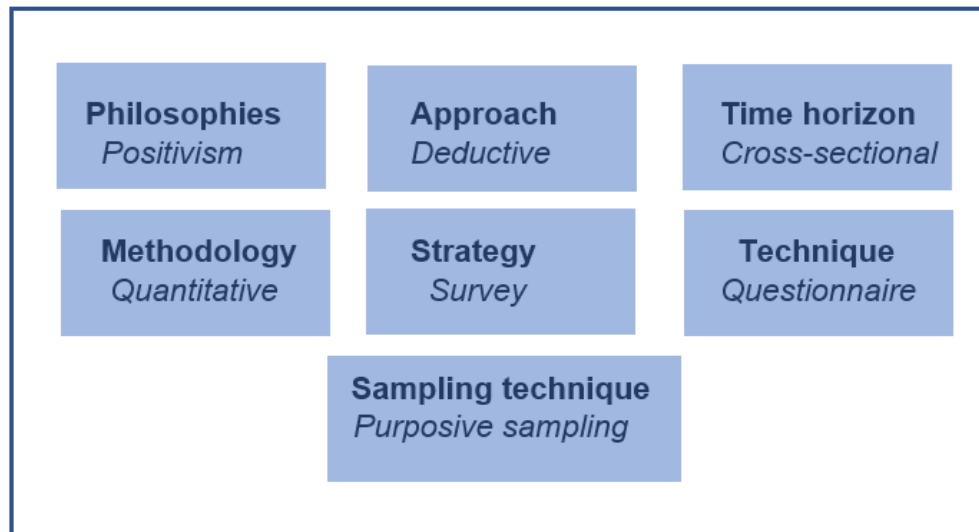 Philosophies
Positivism
Approach
Deductive
Time horizon
Cross-sectional
Methodology
Quantitative
Strategy
Survey
Technique
Questionnaire
Sampling technique
Purposive sampling